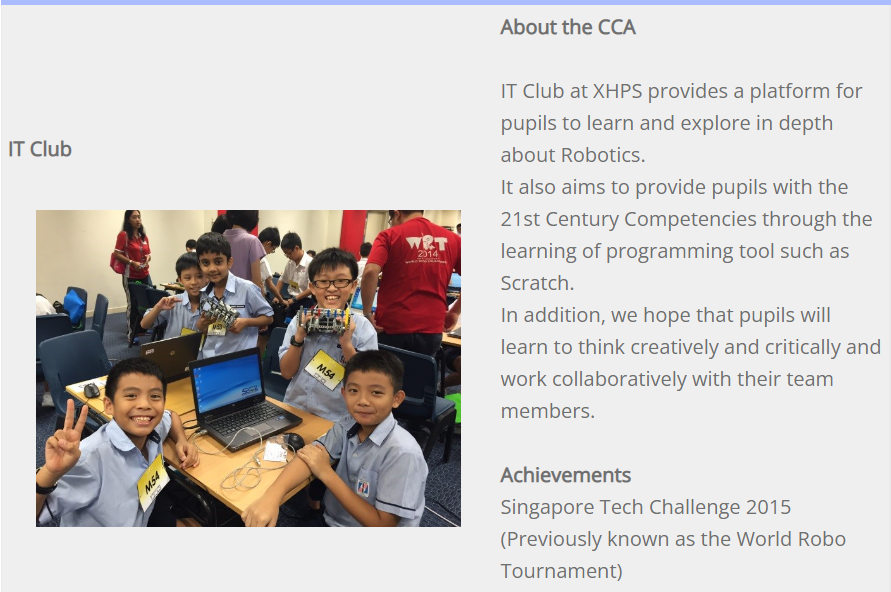 IT Club
About the CCA
IT Club at XHPS provides a platform for
pupils to learn and explore in depth
about Robotics.
It also aims to provide pupils with the
21st Century Competencies through the
learning of programming tool such as
Scratch.
In addition, we hope that pupils will
learn to think creatively and critically and
work collaboratively with their team
members.
Achievements
Singapore Tech Challenge 2015
(Previously known as the World Robo
Tournament)
WRT
2014
M54
M54